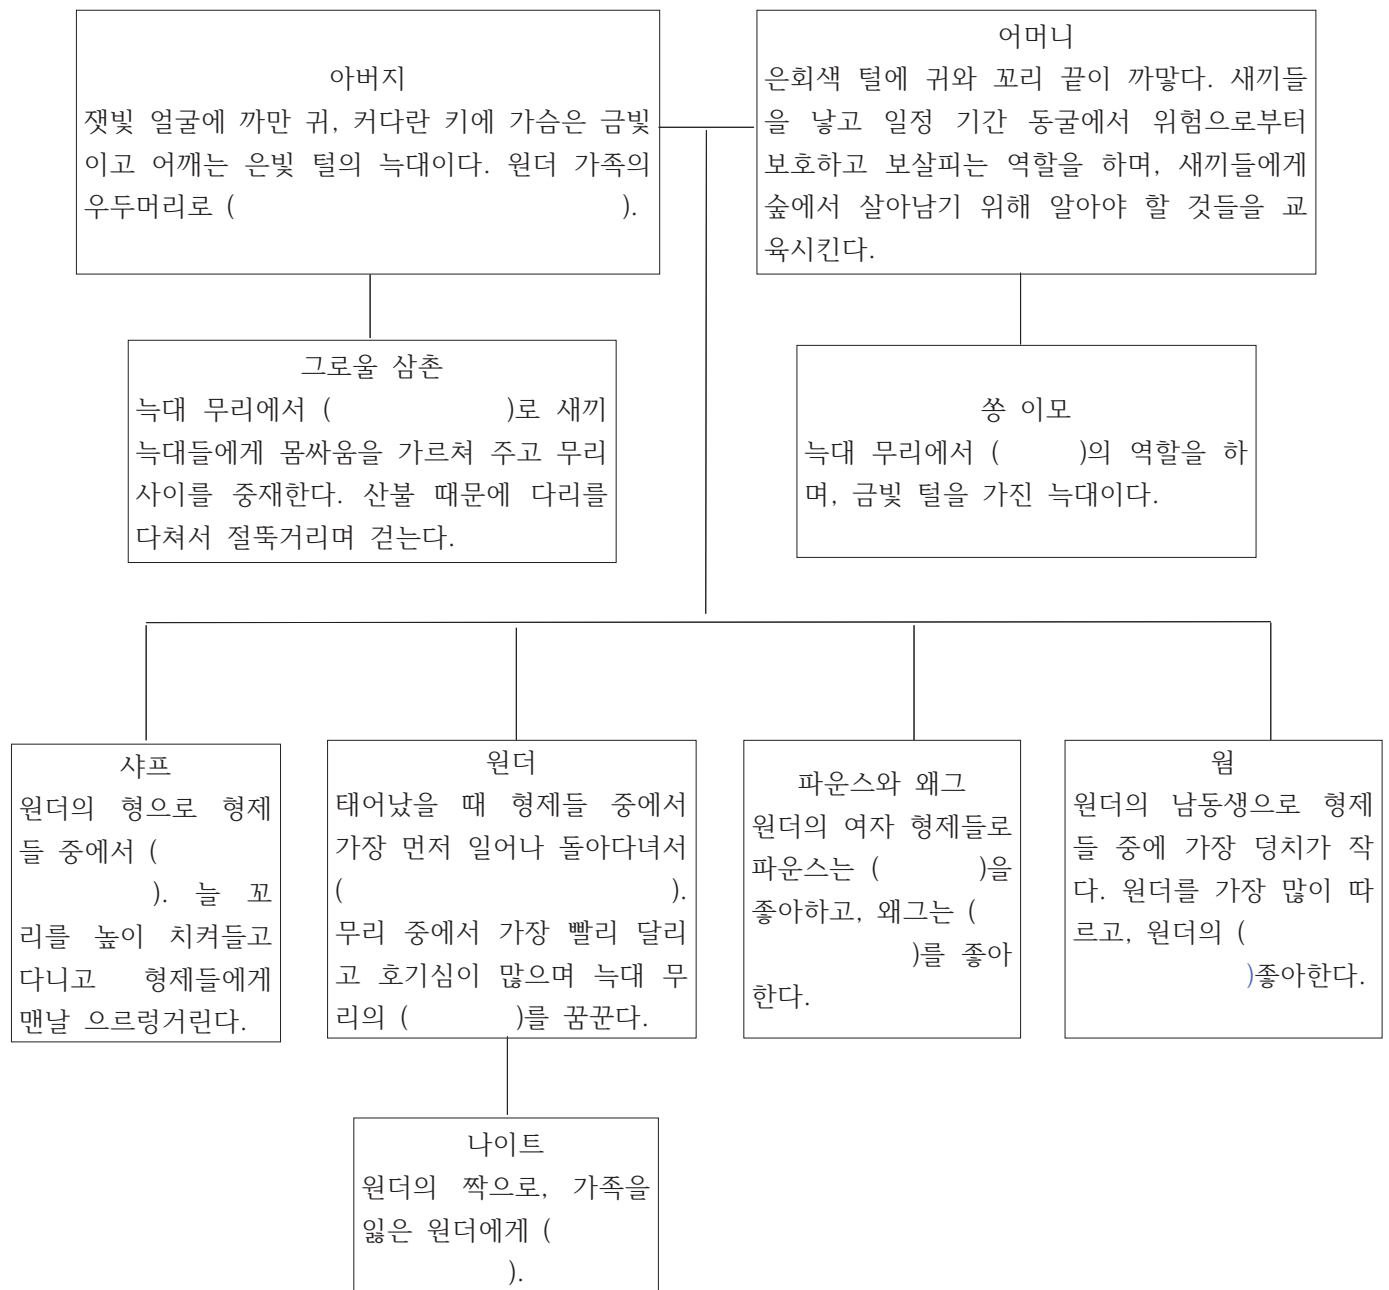 아버지
잿빛 얼굴에 까만 귀, 커다란 키에 가슴은 금빛
이고 어깨는 은빛 털의 늑대이다. 원더 가족의
우두머리로 (                    ).
어머니
은회색 털에 귀와 꼬리 끝이 까맣다. 새끼들
을 낳고 일정 기간 동굴에서 위험으로부터
보호하고 보살피는 역할을 하며, 새끼들에게
숲에서 살아남기 위해 알아야 할 것들을 교
육시킨다.
그로울 삼촌
늑대 무리에서 (          )로 새끼
늑대들에게 몸싸움을 가르쳐 주고 무리
사이를 중재한다. 산불 때문에 다리를
다쳐서 절뚝거리며 걷는다.
쏭 이모
늑대 무리에서 (     )의 역할을 하
며, 금빛 털을 가진 늑대이다.
샤프
원더의 형으로 형제
들 중에서 (
). 늘 꼬
리를 높이 치켜들고
다니고 형제들에게
맨날 으르렁거린다.
원더
태어났을 때 형제들 중에서
가장 먼저 일어나 돌아다녀서
(                    ).
무리 중에서 가장 빨리 달리
고 호기심이 많으며 늑대 무
리의 (       )를 꿈꾼다.
파운스와 왜그
원더의 여자 형제들로
파운스는 (      )을
좋아하고, 왜그는 (
)를 좋아
한다.
웜
원더의 남동생으로 형제
들 중에 가장 덩치가 작
다. 원더를 가장 많이 따
르고, 원더의 (
)좋아한다.
나이트
원더의 짝으로, 가족을
잃은 원더에게 (
).